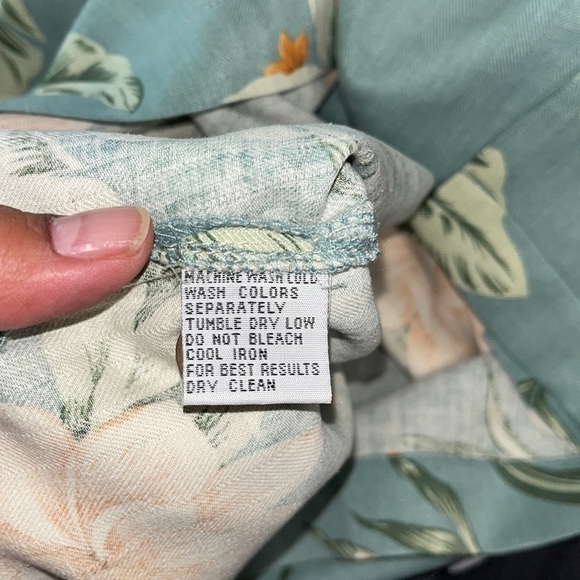 MACHINE WASH COLD
WASH COLORS
SEPARATELY
TUMBLE DRY LOW
DO NOT BLEACH
COOL IRON
FOR BEST RESULTS
DRY CLEAN